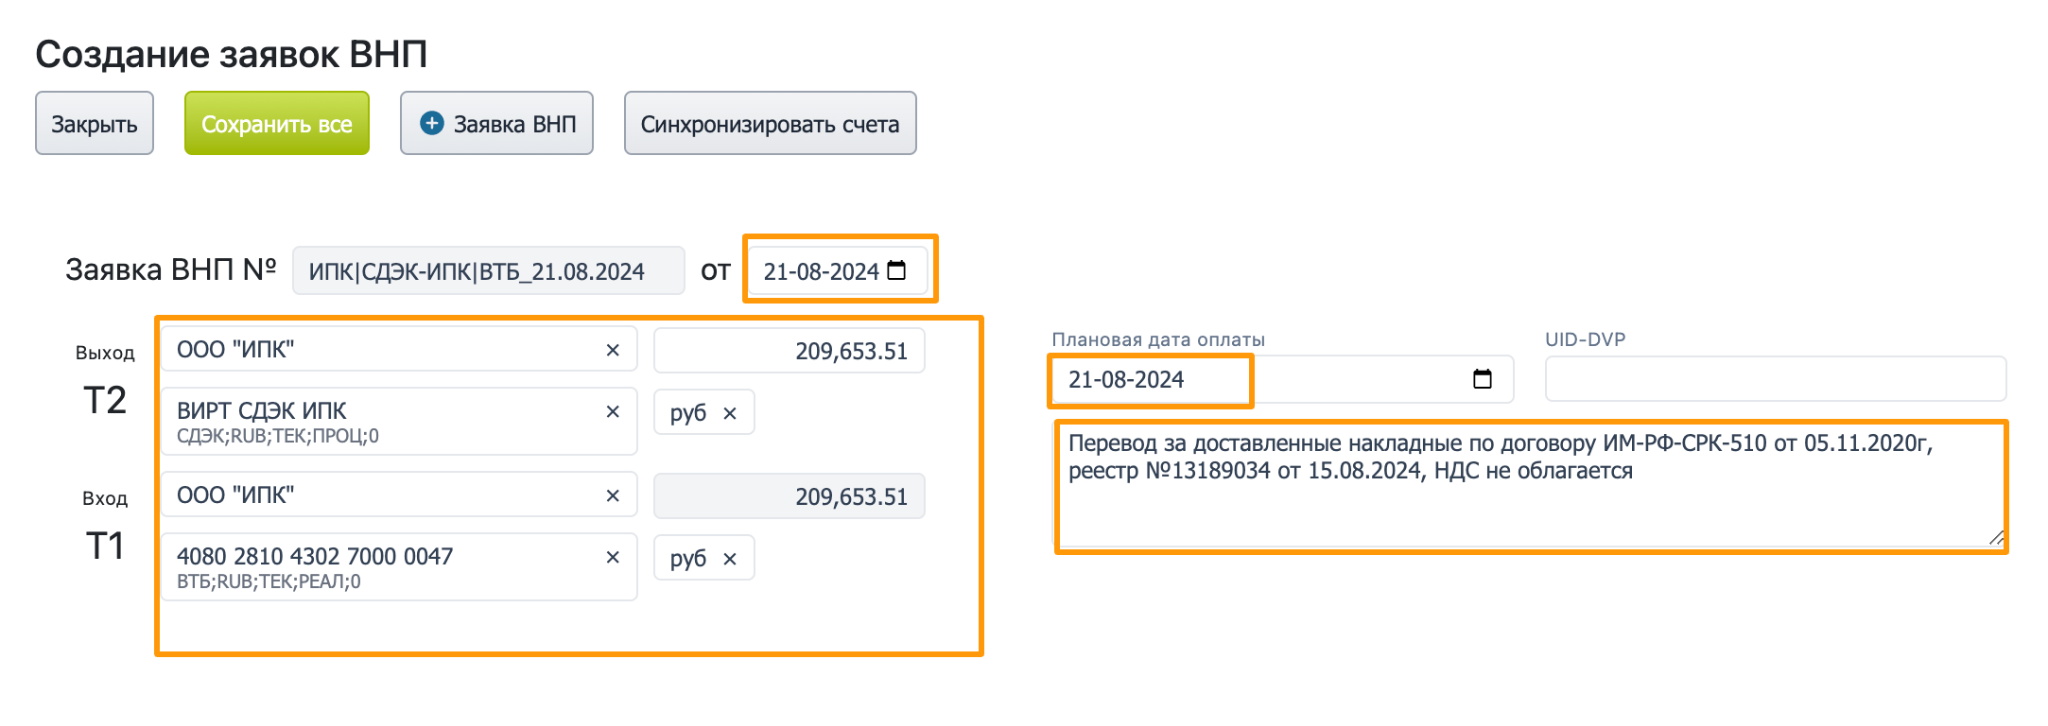 Создание заявок ВНП
Закрыть Сохранить все Заявка ВНП Синхронизировать счета
Заявка ВНП № ИПК|СДЭК-ИПК|ВТБ_21.08.2024 от 21-08-2024
Выход
Т2
ООО "ИПК" × 209,653.51
ВИРТ СДЭК ИПК × руб ×
СДЭК;RUB;ТЕК;ПРОЦ;0
Вход
Т1
ООО "ИПК" × 209,653.51
4080 2810 4302 7000 0047 × руб ×
ВТБ;RUB;ТЕК;РЕАЛ;0
Плановая дата оплаты UID-DVP
21-08-2024
Перевод за доставленные накладные по договору ИМ-РФ-СРК-510 от 05.11.2020г,
реестр №13189034 от 15.08.2024, НДС не облагается